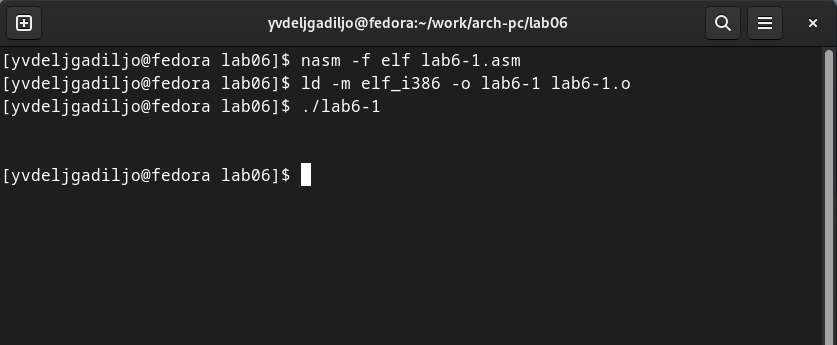 yvdeljgadiljo@fedora:~/work/arch-pc/lab06
[yvdeljgadiljo@fedora lab06]$ nasm -f elf lab6-1.asm
[yvdeljgadiljo@fedora lab06]$ ld -m elf_i386 -o lab6-1 lab6-1.o
[yvdeljgadiljo@fedora lab06]$ ./lab6-1
[yvdeljgadiljo@fedora lab06]$